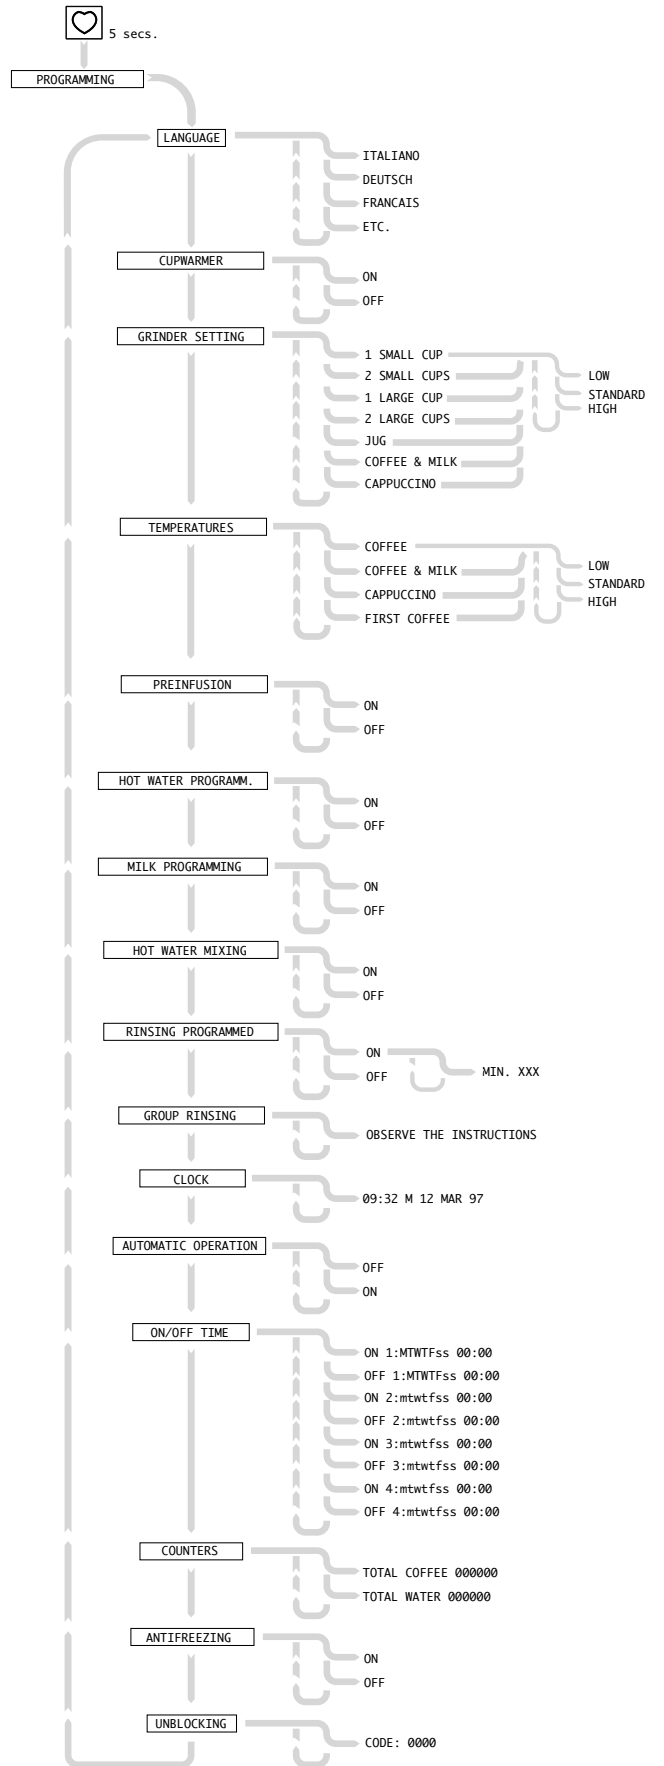 5 secs.
PROGRAMMING
LANGUAGE
ITALIANO
DEUTSCH
FRANCAIS
ETC.
CUPWARMER
ON
OFF
GRINDER SETTING
1 SMALL CUP
2 SMALL CUPS
1 LARGE CUP
2 LARGE CUPS
JUG
COFFEE & MILK
CAPPUCCINO
LOW
STANDARD
HIGH
TEMPERATURES
COFFEE
COFFEE & MILK
CAPPUCCINO
FIRST COFFEE
LOW
STANDARD
HIGH
PREINFUSION
ON
OFF
HOT WATER PROGRAMM.
ON
OFF
MILK PROGRAMMING
ON
OFF
HOT WATER MIXING
ON
OFF
RINSING PROGRAMMED
ON
OFF
MIN. XXX
GROUP RINSING
OBSERVE THE INSTRUCTIONS
CLOCK
09:32 M 12 MAR 97
AUTOMATIC OPERATION
OFF
ON
ON/OFF TIME
ON 1:MTWTFss 00:00
OFF 1:MTWTFss 00:00
ON 2:mtwtfss 00:00
OFF 2:mtwtfss 00:00
ON 3:mtwtfss 00:00
OFF 3:mtwtfss 00:00
ON 4:mtwtfss 00:00
OFF 4:mtwtfss 00:00
COUNTERS
TOTAL COFFEE 000000
TOTAL WATER 000000
ANTIFREEZING
ON
OFF
UNBLOCKING
CODE: 0000